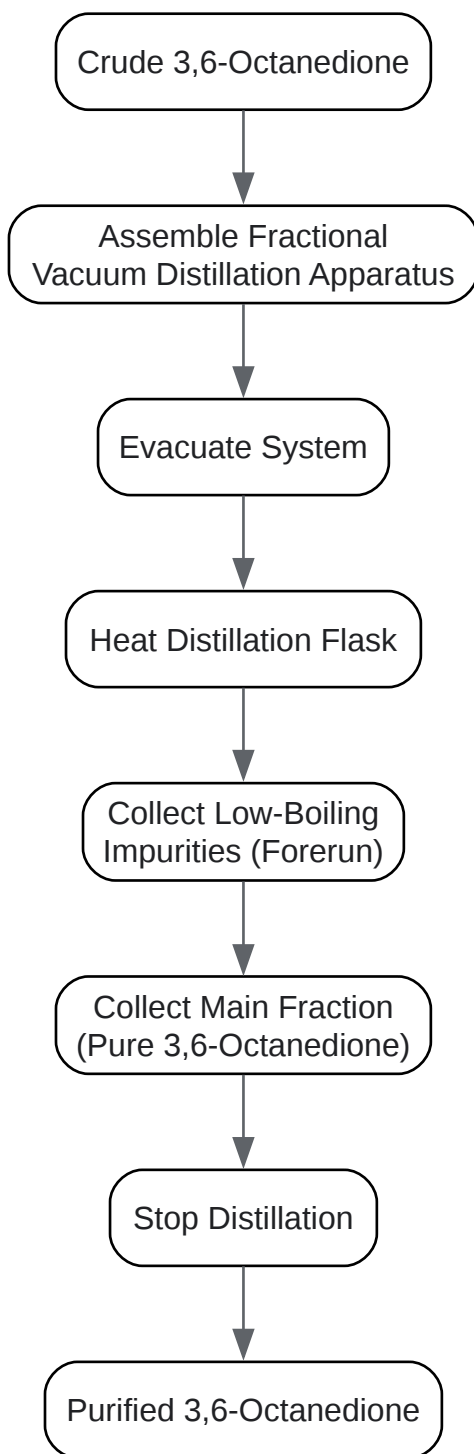 Crude 3,6-Octanedione
Assemble Fractional
Vacuum Distillation Apparatus
Evacuate System
Heat Distillation Flask
Collect Low-Boiling
Impurities (Forerun)
Collect Main Fraction
(Pure 3,6-Octanedione)
Stop Distillation
Purified 3,6-Octanedione